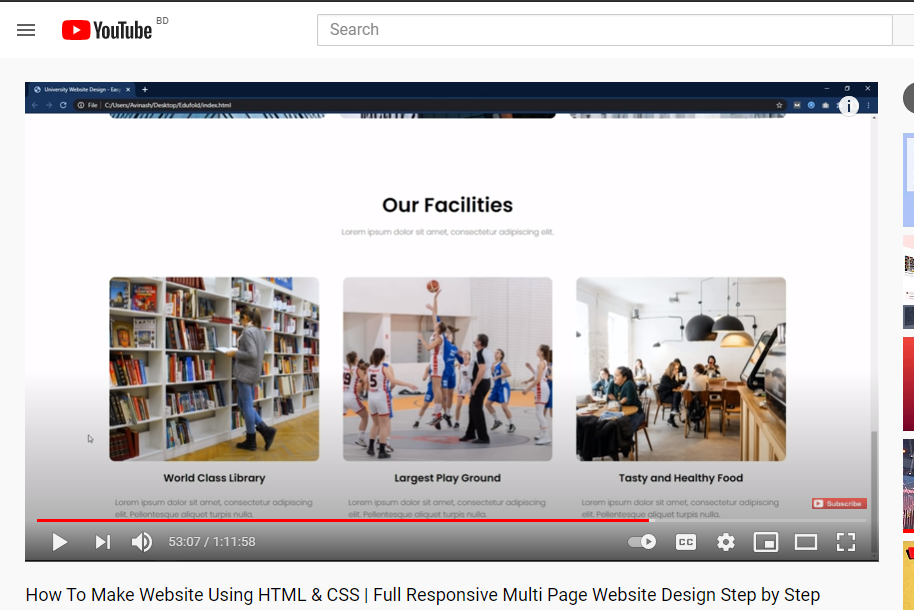 YouTube BD
Search
University Website Design - Eas
File | C:/Users/Avinash/Desktop/Edufold/index.html
Our Facilities
Lorem ipsum dolor sit amet, consectetur adipiscing elit.
World Class Library
Largest Play Ground
Tasty and Healthy Food
Lorem ipsum dolor sit amet, consectetur adipiscing
elit. Pellentesque aliquet turpis nulla.
Lorem ipsum dolor sit amet, consectetur adipiscing
elit. Pellentesque aliquet turpis nulla.
Lorem ipsum dolor sit amet, consectetur adipiscing
elit. Pellentesque aliquet turpis nulla.
Subscribe
53:07 / 1:11:58
CC
How To Make Website Using HTML & CSS | Full Responsive Multi Page Website Design Step by Step